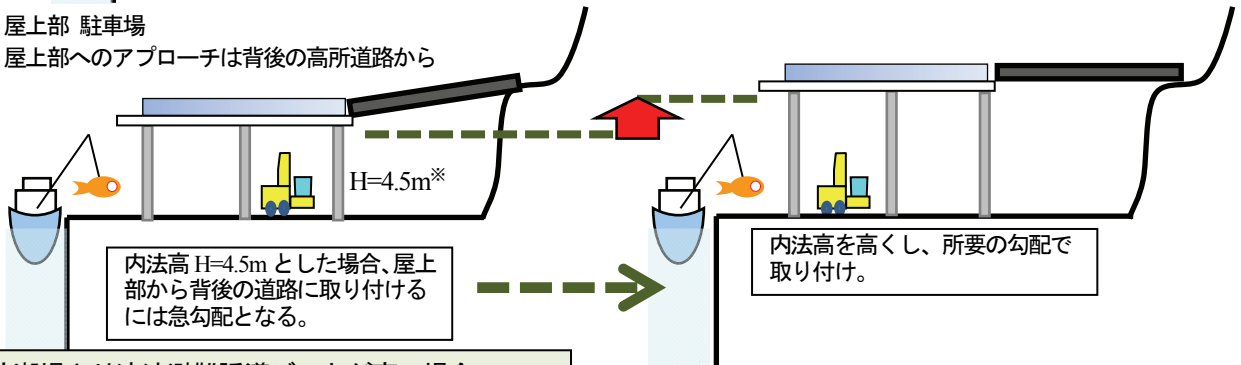 屋上部 駐車場
屋上部へのアプローチは背後の高所道路から
H=4.5m※
内法高 H=4.5m とした場合、屋上
部から背後の道路に取り付ける
には急勾配となる。
内法高を高くし、所要の勾配で
取り付け。